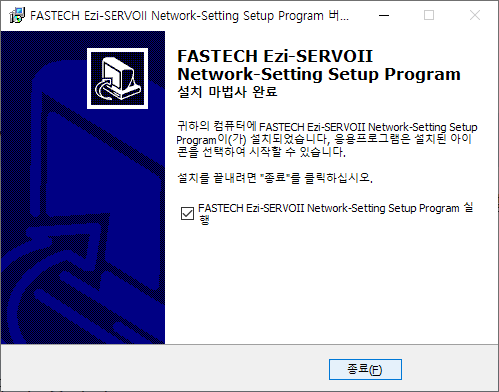 FASTECH Ezi-SERVOII Network-Setting Setup Program 버...
FASTECH Ezi-SERVOII
Network-Setting Setup Program
설치 마법사 완료
귀하의 컴퓨터에 FASTECH Ezi-SERVOII Network-Setting Setup
Program이(가) 설치되었습니다, 응용프로그램은 설치된 아이
콘을 선택하여 시작할 수 있습니다.
설치를 끝내려면 "종료"를 클릭하십시오.
FASTECH Ezi-SERVOII Network-Setting Setup Program 실
행
종료(F)